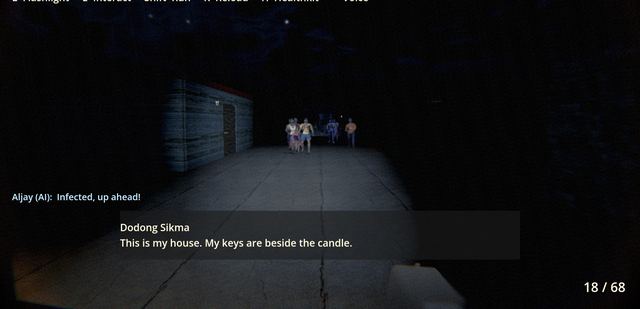 Aljay (AI): Infected, up ahead!
Dodong Sikma
This is my house. My keys are beside the candle.
18 / 68